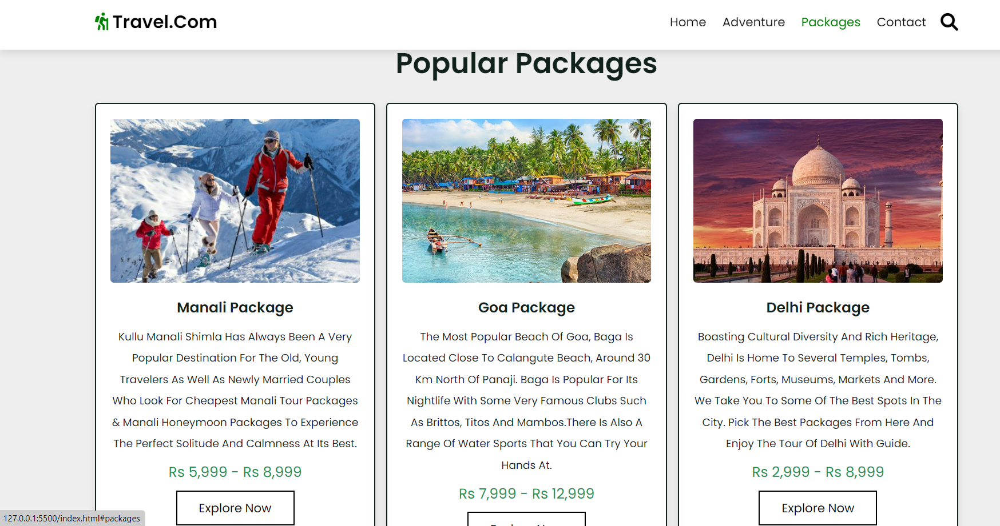 Travel.Com
Home Adventure Packages Contact
Popular Packages
Manali Package
Kullu Manali Shimla Has Always Been A Very
Popular Destination For The Old, Young
Travelers As Well As Newly Married Couples
Who Look For Cheapest Manali Tour Packages
& Manali Honeymoon Packages To Experience
The Perfect Solitude And Calmness At Its Best.
Rs 5,999 - Rs 8,999
Explore Now
Goa Package
The Most Popular Beach Of Goa, Baga Is
Located Close To Calangute Beach, Around 30
Km North Of Panaji. Baga Is Popular For Its
Nightlife With Some Very Famous Clubs Such
As Brittos, Titos And Mambos.There Is Also A
Range Of Water Sports That You Can Try Your
Hands At.
Rs 7,999 - Rs 12,999
Explore Now
Delhi Package
Boasting Cultural Diversity And Rich Heritage,
Delhi Is Home To Several Temples, Tombs,
Gardens, Forts, Museums, Markets And More.
We Take You To Some Of The Best Spots In The
City. Pick The Best Packages From Here And
Enjoy The Tour Of Delhi With Guide.
Rs 2,999 - Rs 8,999
Explore Now
127.0.0.1:5500/index.html#packages